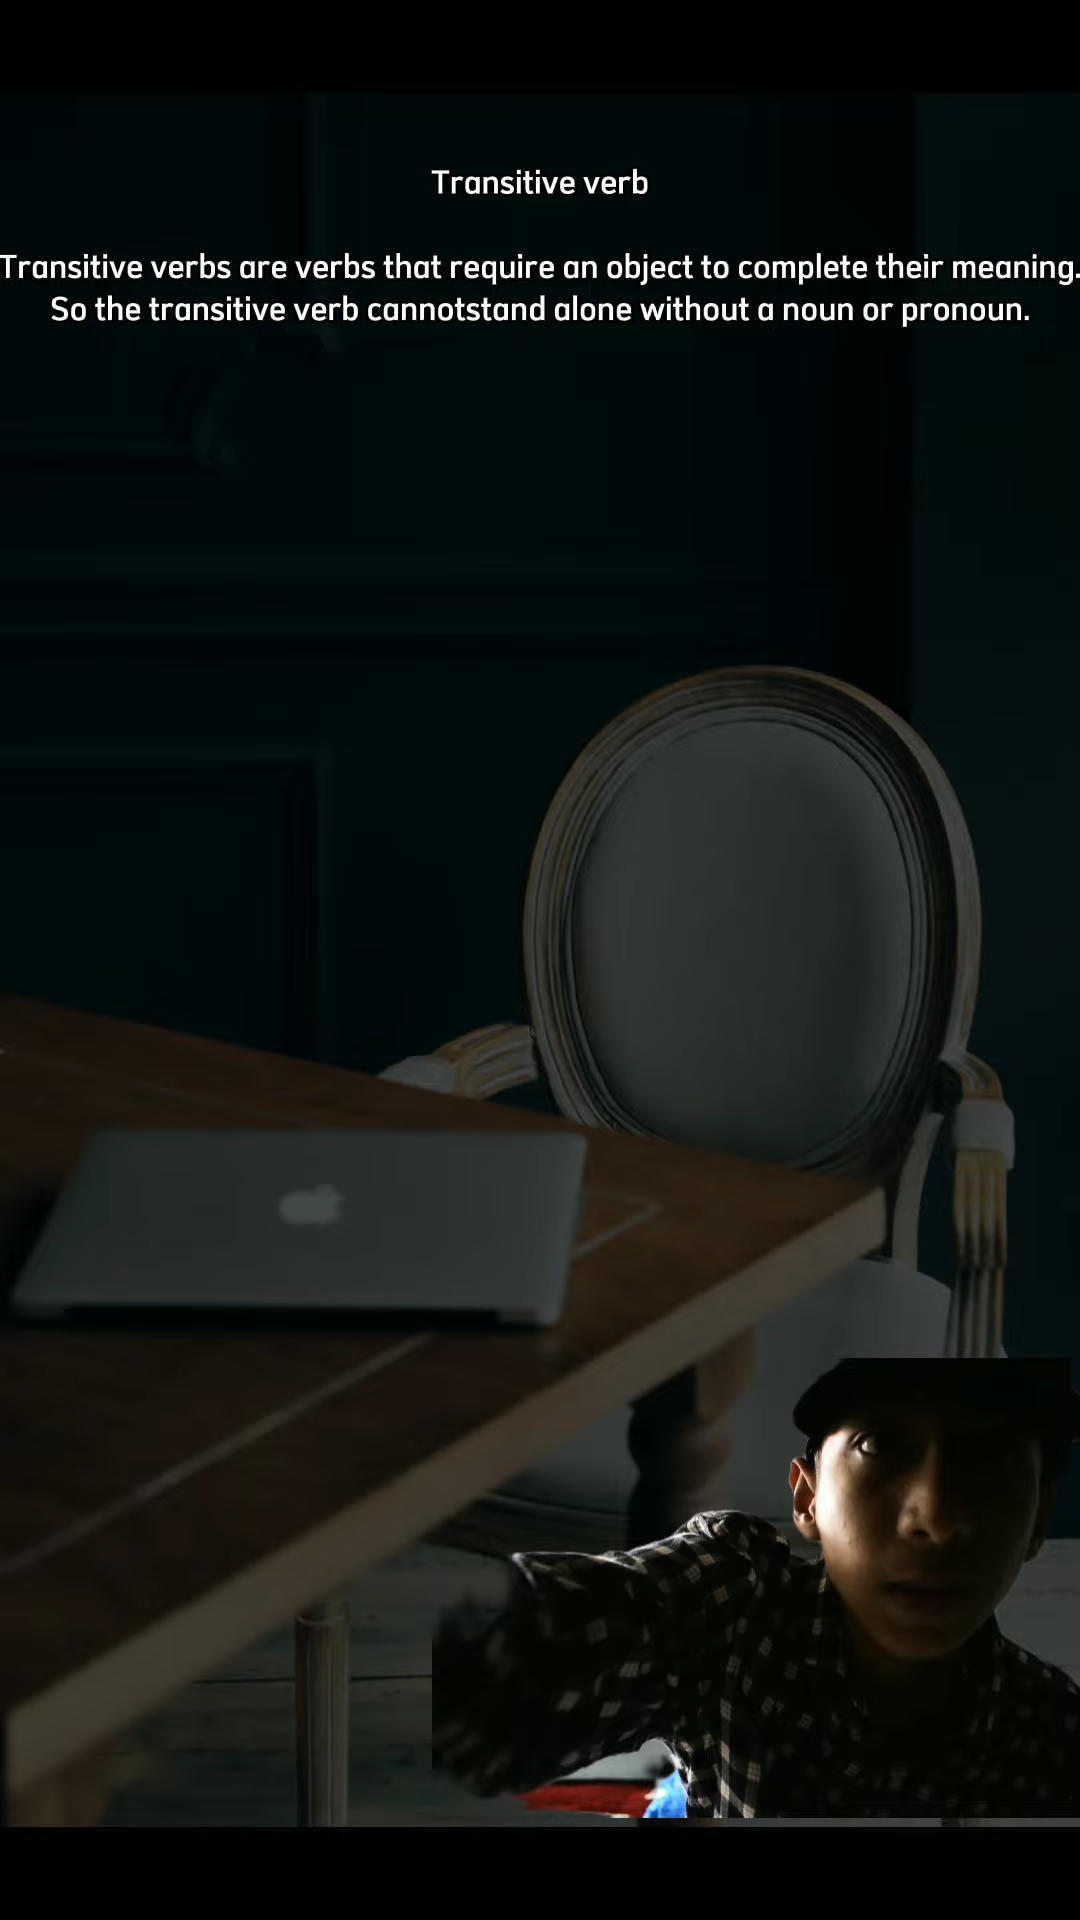 Transitive verb
Transitive verbs are verbs that require an object to complete their meaning.
So the transitive verb cannotstand alone without a noun or pronoun.